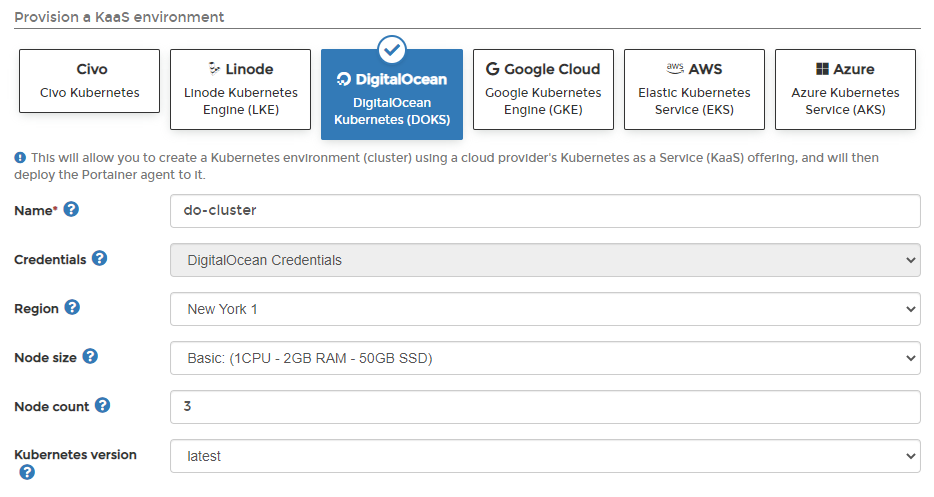 Provision a KaaS environment
Civo
Civo Kubernetes
Linode
Linode Kubernetes
Engine (LKE)
DigitalOcean
DigitalOcean
Kubernetes (DOKS)
Google Cloud
Google Kubernetes
Engine (GKE)
aws AWS
Elastic Kubernetes
Service (EKS)
Azure
Azure Kubernetes
Service (AKS)
This will allow you to create a Kubernetes environment (cluster) using a cloud provider's Kubernetes as a Service (KaaS) offering, and will then
deploy the Portainer agent to it.
Name* do-cluster
Credentials DigitalOcean Credentials
Region New York 1
Node size Basic: (1CPU - 2GB RAM - 50GB SSD)
Node count 3
Kubernetes version latest